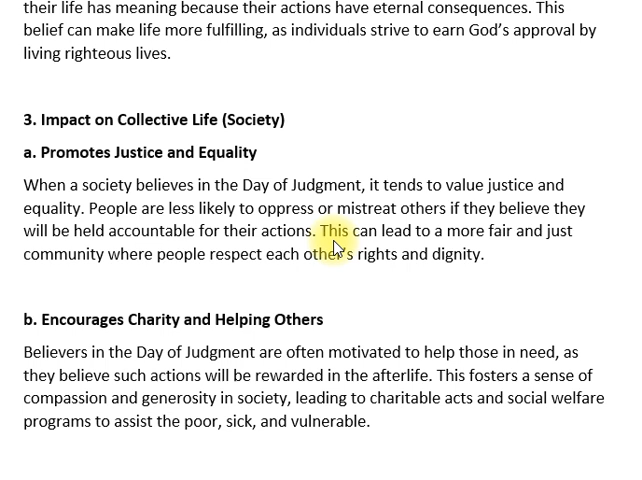 their life has meaning because their actions have eternal consequences. This
belief can make life more fulfilling, as individuals strive to earn God's approval by
living righteous lives.
3. Impact on Collective Life (Society)
a. Promotes Justice and Equality
When a society believes in the Day of Judgment, it tends to value justice and
equality. People are less likely to oppress or mistreat others if they believe they
will be held accountable for their actions. This can lead to a more fair and just
community where people respect each other's rights and dignity.
b. Encourages Charity and Helping Others
Believers in the Day of Judgment are often motivated to help those in need, as
they believe such actions will be rewarded in the afterlife. This fosters a sense of
compassion and generosity in society, leading to charitable acts and social welfare
programs to assist the poor, sick, and vulnerable.